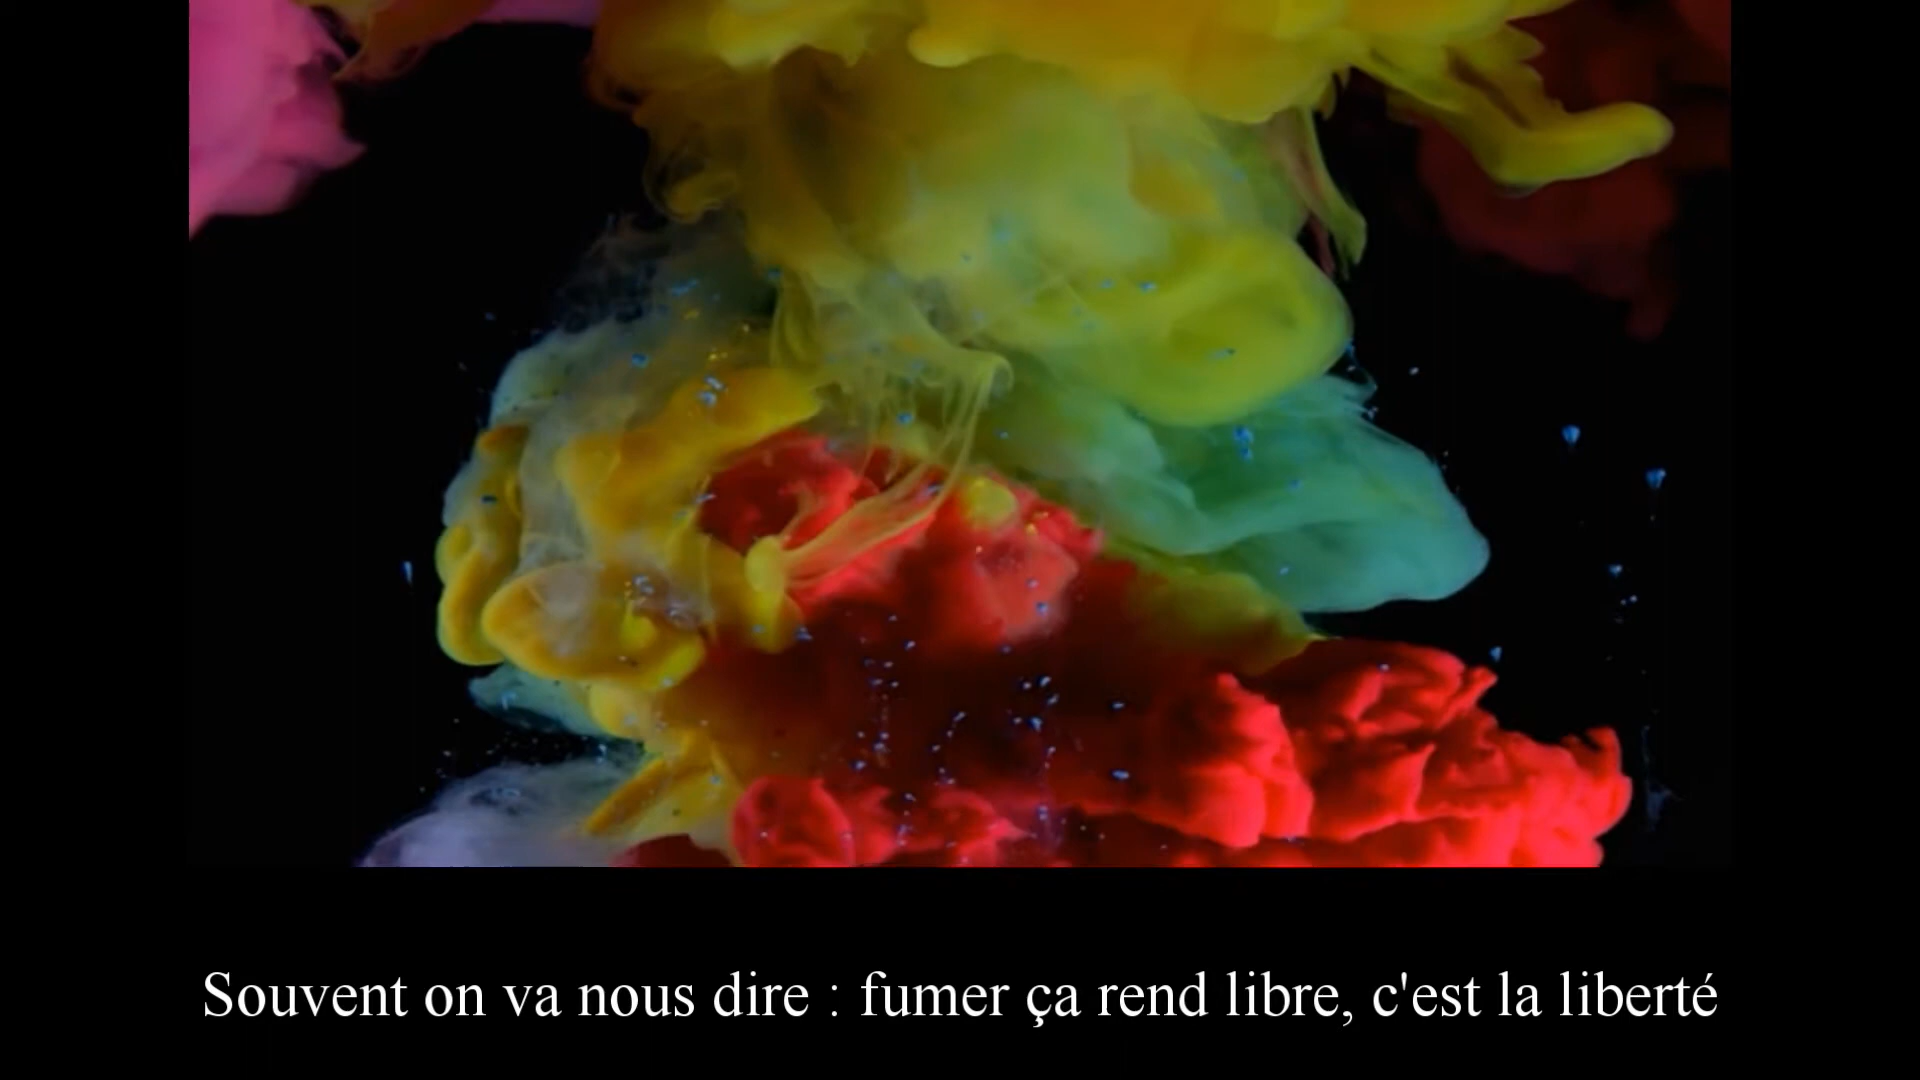 Souvent on va nous dire : fumer ça rend libre, c'est la liberté